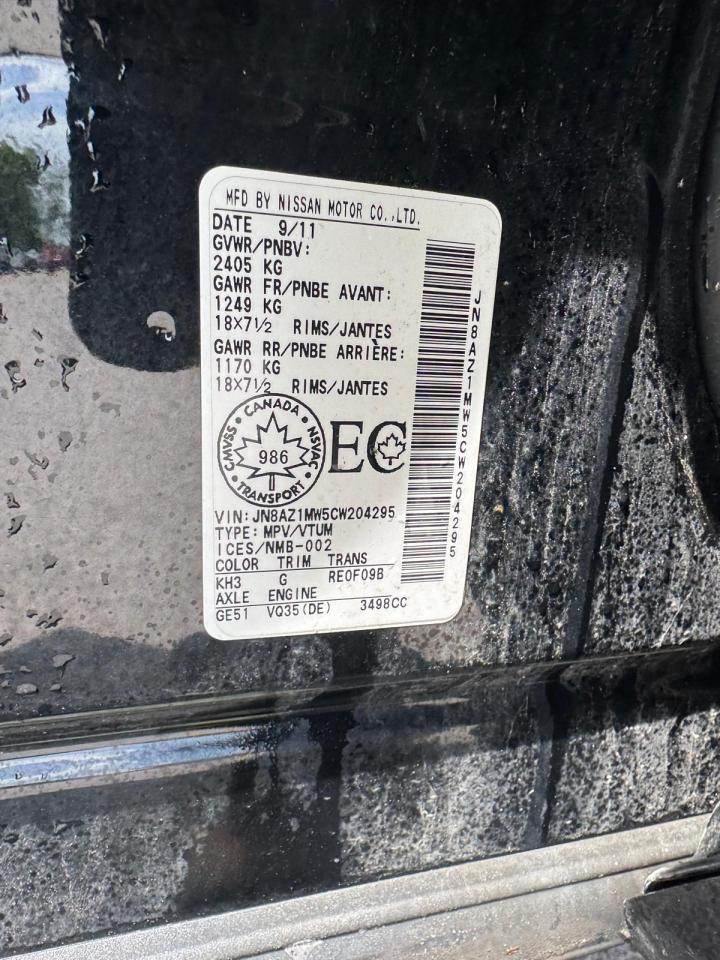 MFD BY NISSAN MOTOR CO.,LTD.
DATE 9/11
GVWR/PNBV:
2405 KG
GAWR FR/PNBE AVANT:
1249 KG
18X7½ RIMS/JANTES
GAWR RR/PNBE ARRIÈRE:
1170 KG
18X7½ RIMS/JANTES
CANADA
CMVSS NSVAC
986
TRANSPORT
EC
VIN:JN8AZ1MW5CW204295
TYPE: MPV/VTUM
ICES/NMB-002
COLOR TRIM TRANS
KH3 G RE0F09B
AXLE ENGINE
GE51 VQ35(DE) 3498CC
JN8AZ1MW5CW204295